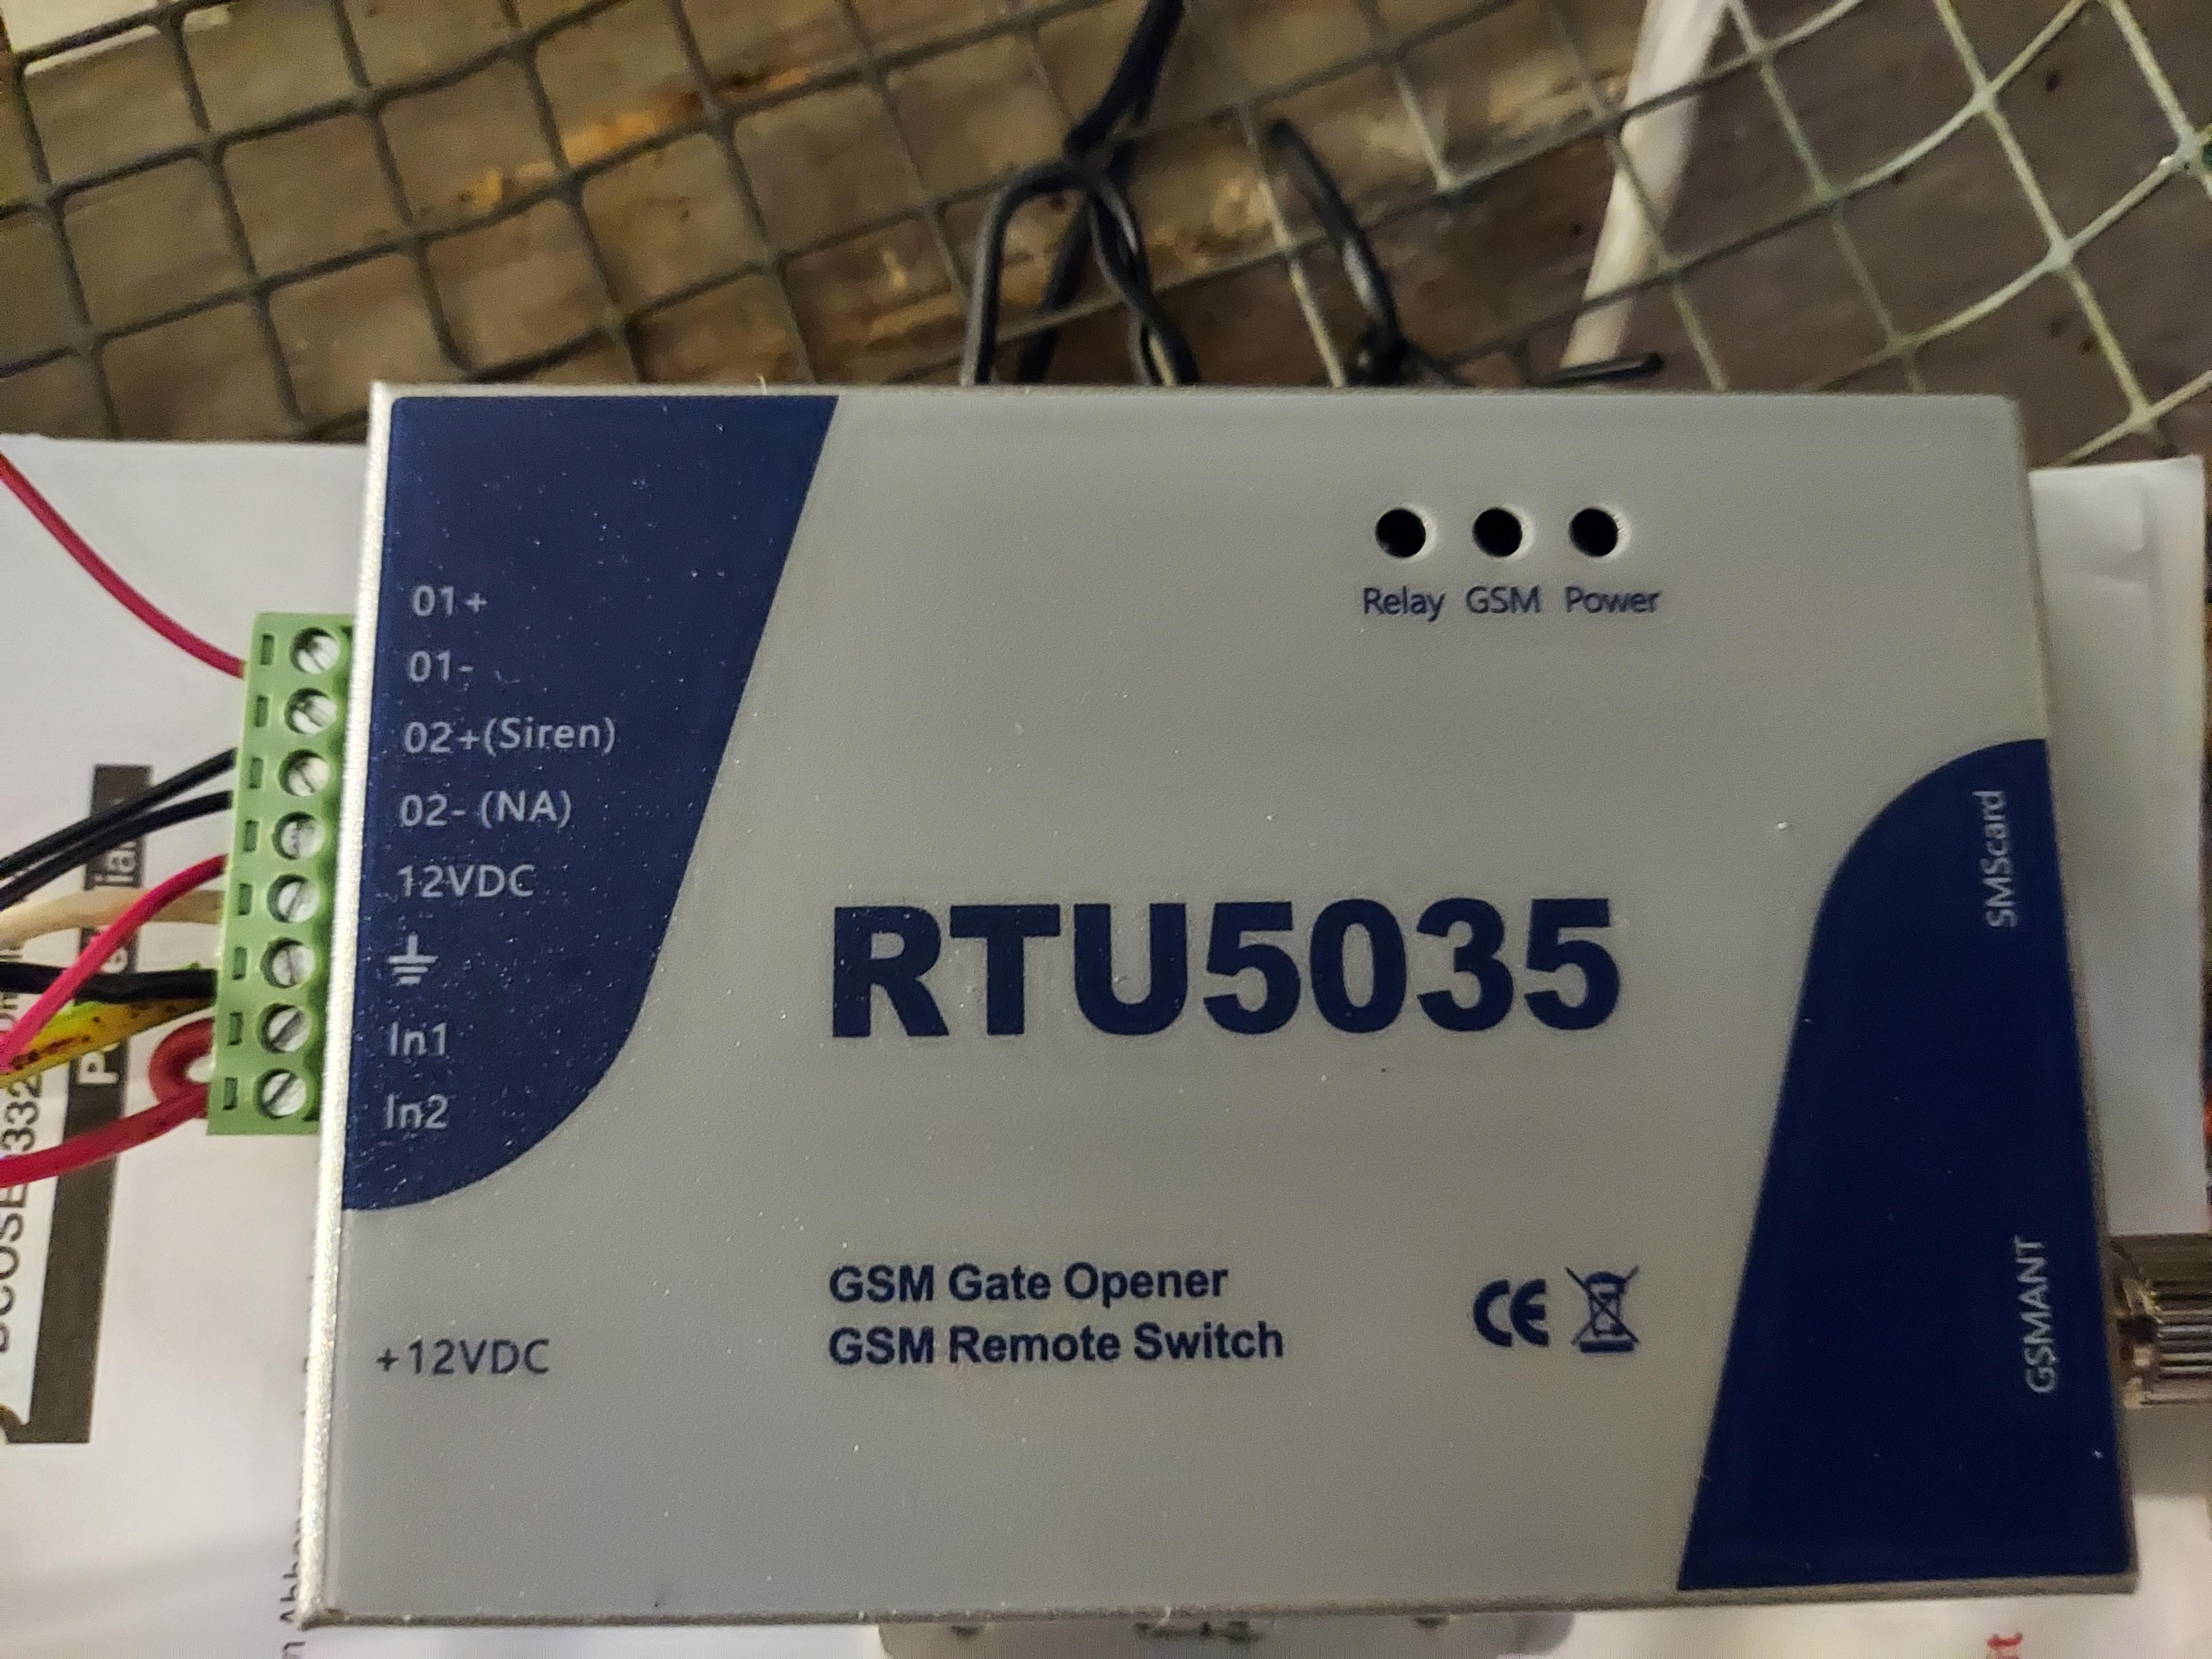 Relay GSM Power
01+
01-
02+(Siren)
02- (NA)
12VDC
In1
In2
+12VDC
RTU5035
GSM Gate Opener
GSM Remote Switch
CE
SMScard
GSMANT